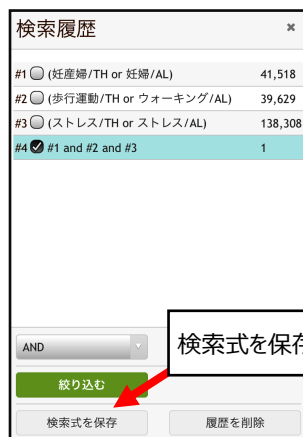 検索履歴 ×
#1 (妊産婦/TH or 妊婦/AL) 41,518
#2 (歩行運動/TH or ウォーキング/AL) 39,629
#3 (ストレス/TH or ストレス/AL) 138,308
#4 #1 and #2 and #3 1
AND
検索式を保存
絞り込む
検索式を保存 履歴を削除